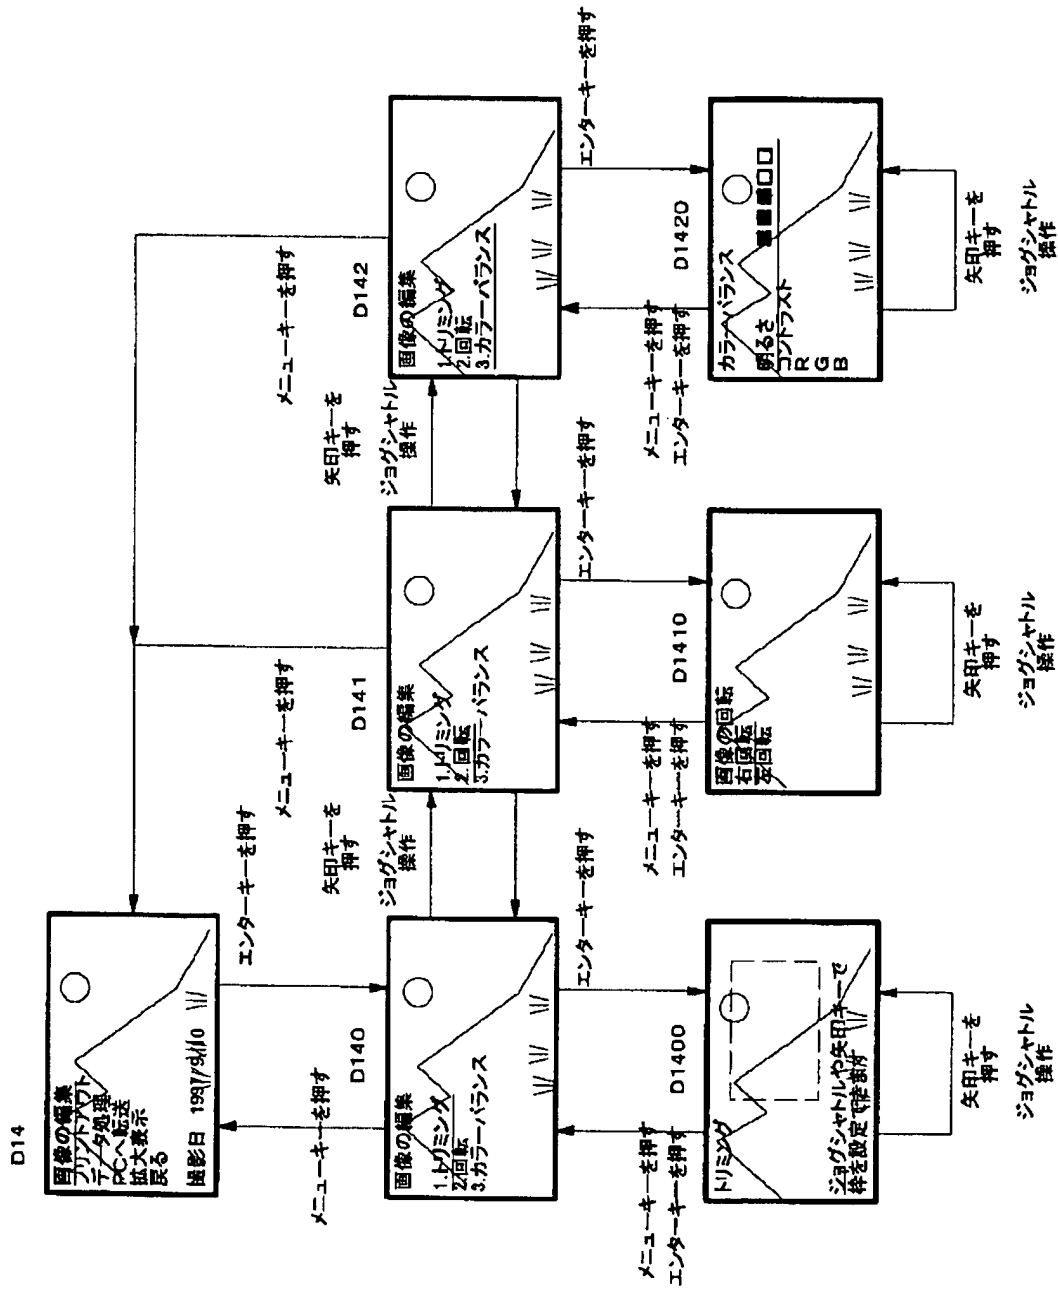 D14
画像の編集
プリントアウト
データ処理
PCへ転送
拡大表示
戻る
撮影日 1997/9/10
エンターキーを押す
メニューキーを押す
D140
画像の編集
1.トリミング
2.回転
3.カラーバランス
矢印キーを
押す
ジョグシャトル
操作
メニューキーを押す
D141
画像の編集
1.トリミング
2.回転
3.カラーバランス
矢印キーを
押す
ジョグシャトル
操作
メニューキーを押す
D142
画像の編集
1.トリミング
2.回転
3.カラーバランス
エンターキーを押す
メニューキーを押す
エンターキーを押す
D1400
トリミング
ジョグシャトルや矢印キーで
枠を設定できます
矢印キーを
押す
ジョグシャトル
操作
エンターキーを押す
メニューキーを押す
エンターキーを押す
D1410
画像の回転
右回転
左回転
矢印キーを
押す
ジョグシャトル
操作
エンターキーを押す
メニューキーを押す
エンターキーを押す
D1420
カラーバランス
明るさ
コントラスト
R G B
矢印キーを
押す
ジョグシャトル
操作